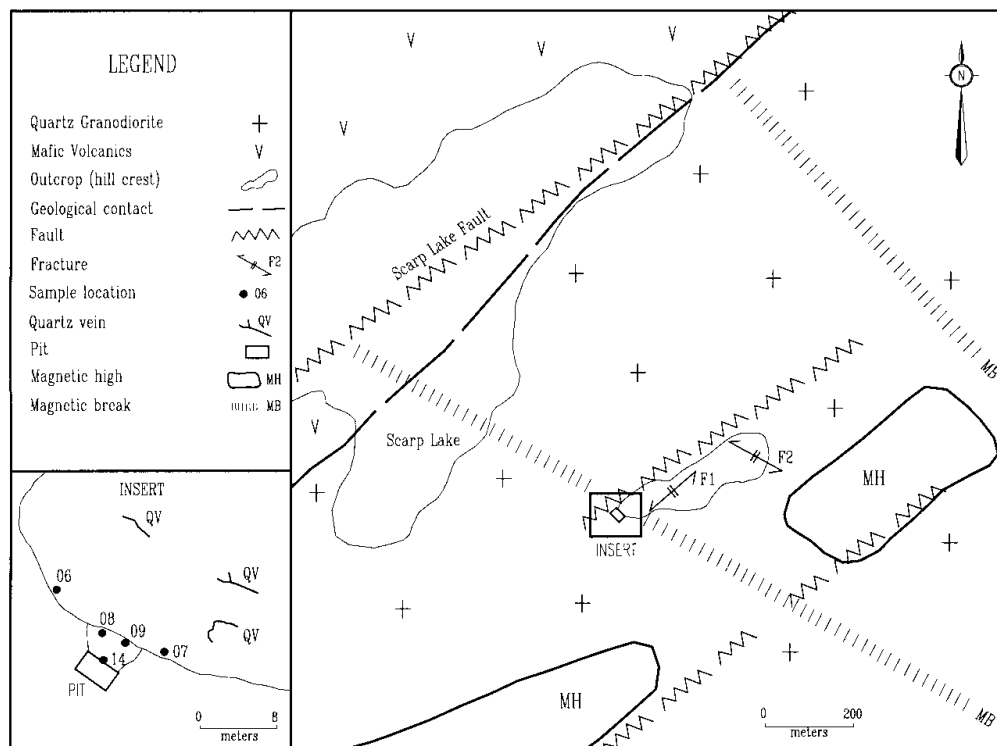 LEGEND
Quartz Granodiorite +
Mafic Volcanics V
Outcrop (hill crest)
Geological contact
Fault
Fracture F2
Sample location 06
Quartz vein QV
Pit
Magnetic high MH
Magnetic break MB
INSERT
QV
QV
QV
06
08
09
07
14
PIT
0 8
meters
N
Scarp Lake Fault
Scarp Lake
MB
F2
F1
MH
INSERT
MH
MB
0 200
meters